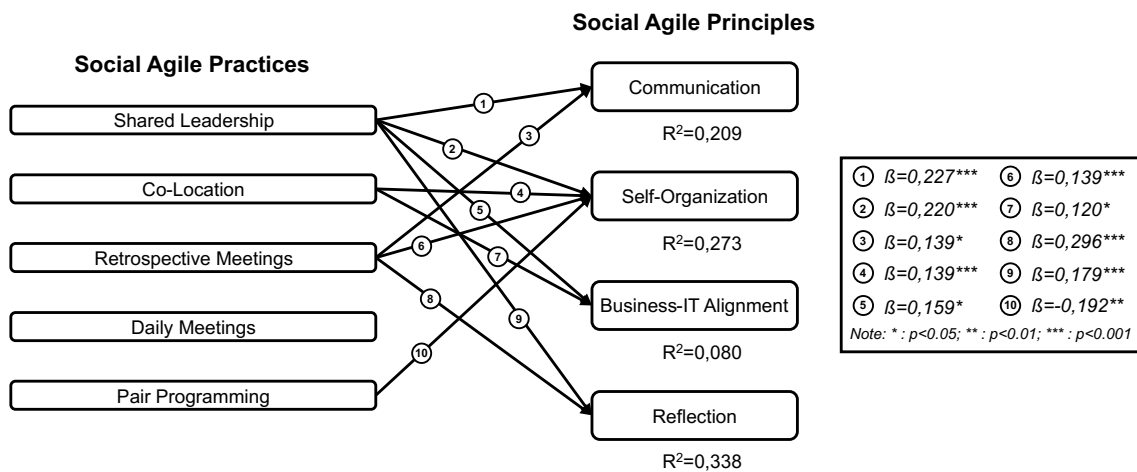 Social Agile Principles
Social Agile Practices
Shared Leadership
Co-Location
Retrospective Meetings
Daily Meetings
Pair Programming
1
2
3
4
5
6
7
8
9
10
Communication
R²=0,209
Self-Organization
R²=0,273
Business-IT Alignment
R²=0,080
Reflection
R²=0,338
1 ß=0,227*** 6 ß=0,139***
2 ß=0,220*** 7 ß=0,120*
3 ß=0,139* 8 ß=0,296***
4 ß=0,139*** 9 ß=0,179***
5 ß=0,159* 10 ß=-0,192**
Note: * : p<0.05; ** : p<0.01; *** : p<0.001